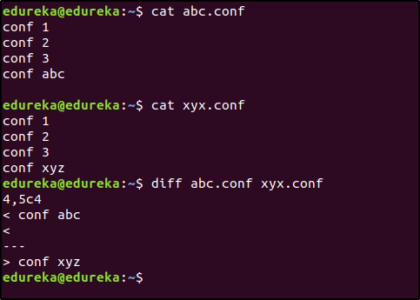 edureka@edureka:~$ cat abc.conf
conf 1
conf 2
conf 3
conf abc

edureka@edureka:~$ cat xyx.conf
conf 1
conf 2
conf 3
conf xyz
edureka@edureka:~$ diff abc.conf xyx.conf
4,5c4
< conf abc
<
---
> conf xyz
edureka@edureka:~$